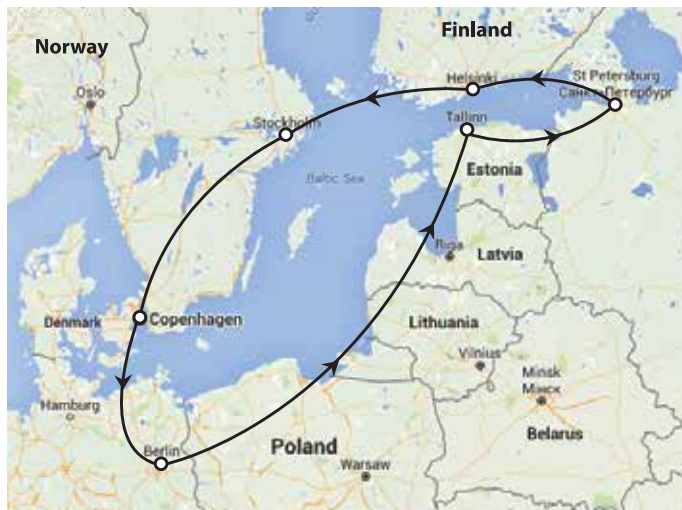 Norway
Finland
Oslo
Helsinki
St Petersburg
Санкт-Петербург
Stockholm
Tallinn
Estonia
Baltic Sea
Riga
Latvia
Denmark
Copenhagen
Lithuania
Vilnius
Minsk
Минск
Hamburg
Berlin
Poland
Warsaw
Belarus